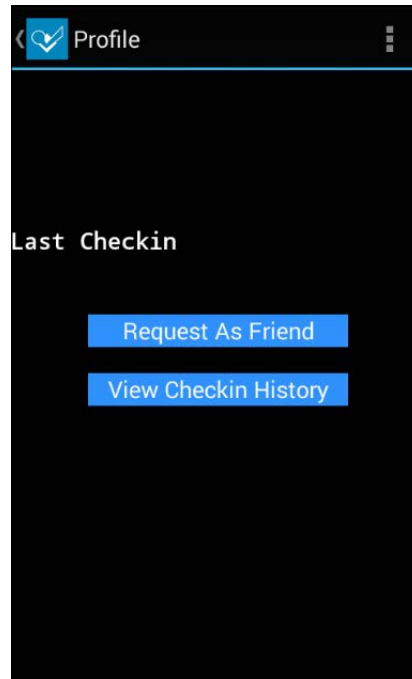 Profile
Last Checkin
Request As Friend
View Checkin History